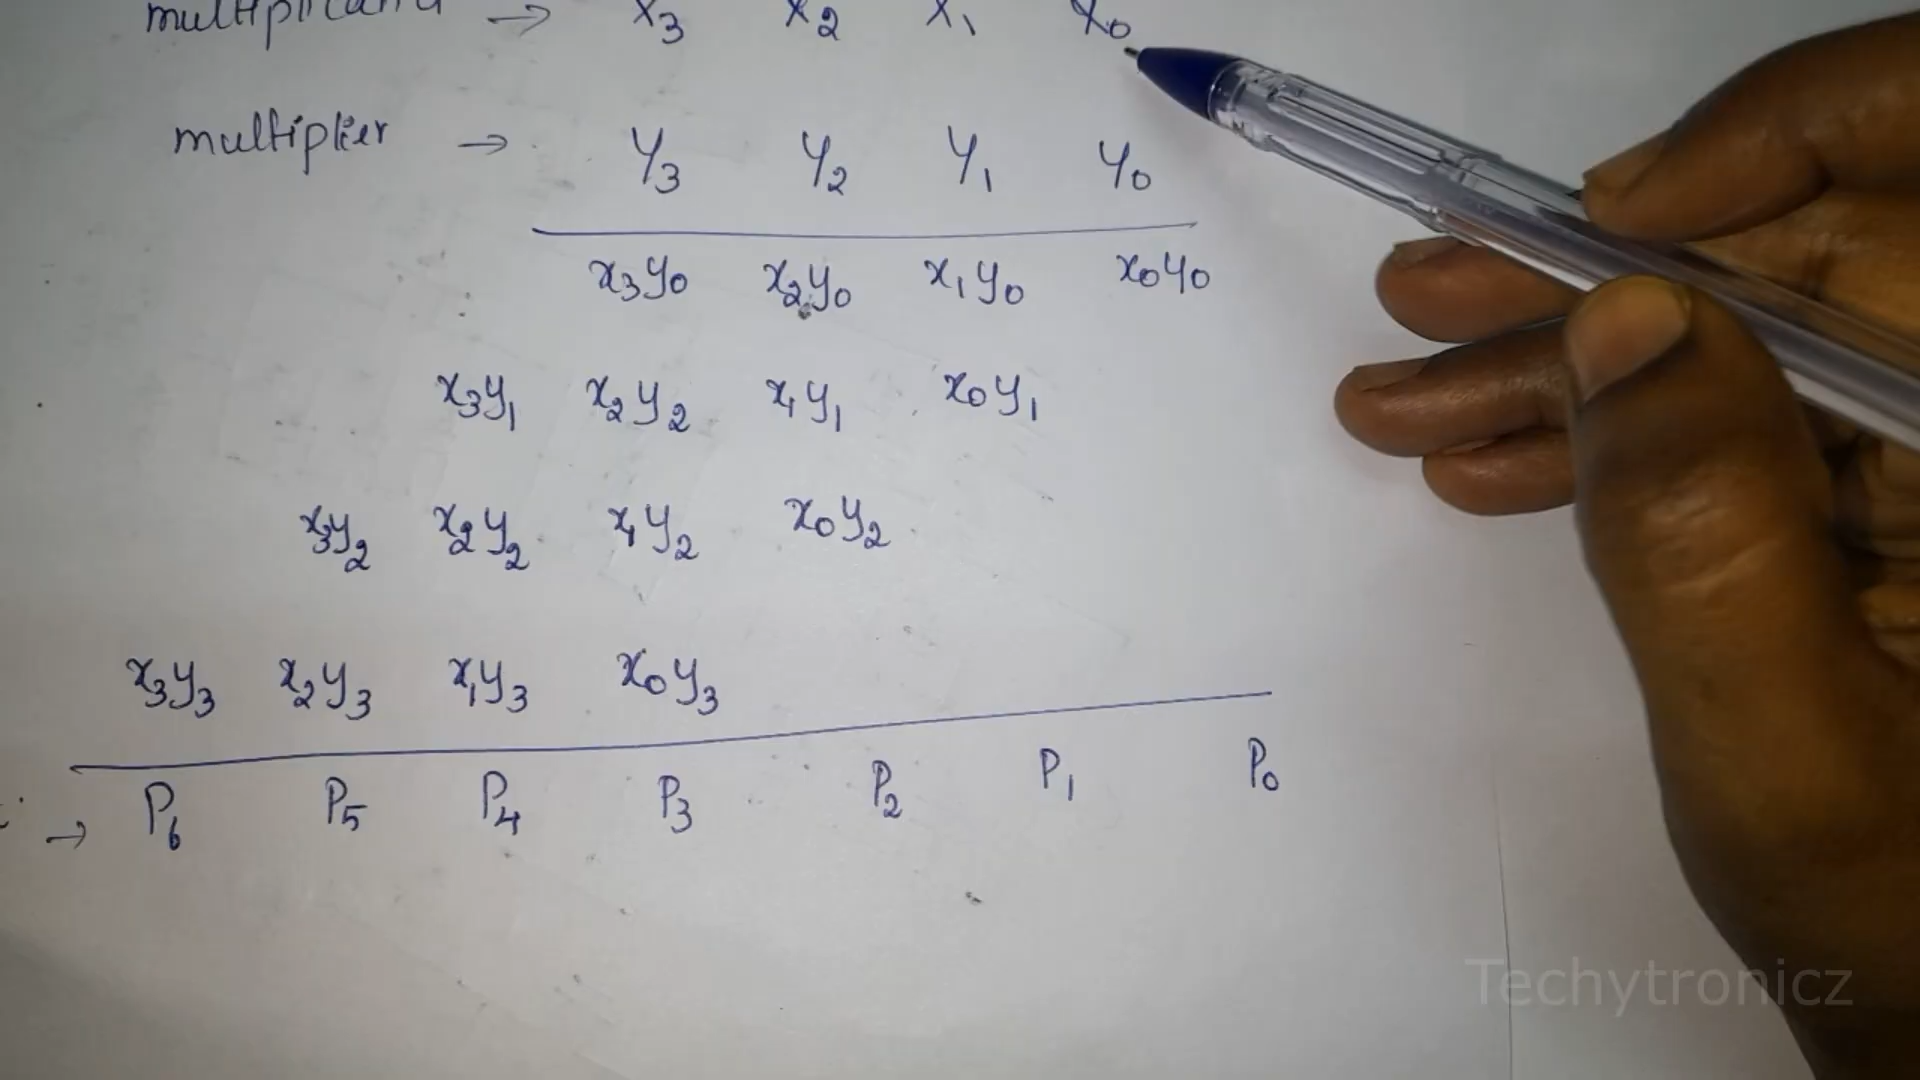 multiplicand → X3 X2 X1 X0
multiplier → Y3 Y2 Y1 Y0
x3y0 x2y0 x1y0 x0y0
x3y1 x2y2 x1y1 x0y1
x3y2 x2y2 x1y2 x0y2
x3y3 x2y3 x1y3 x0y3
→ P6 P5 P4 P3 P2 P1 P0
Techytronicz